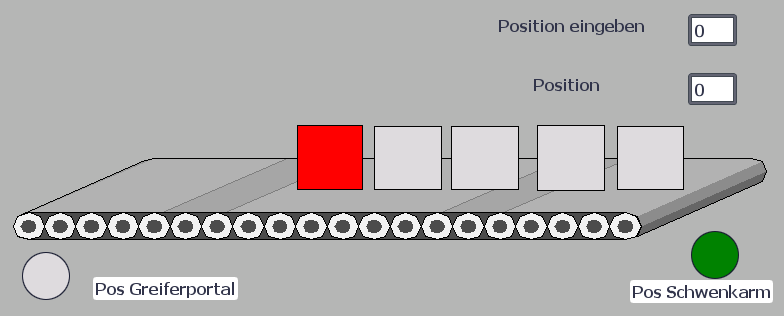 Position eingeben
0
Position
0
Pos Greiferportal
Pos Schwenkarm